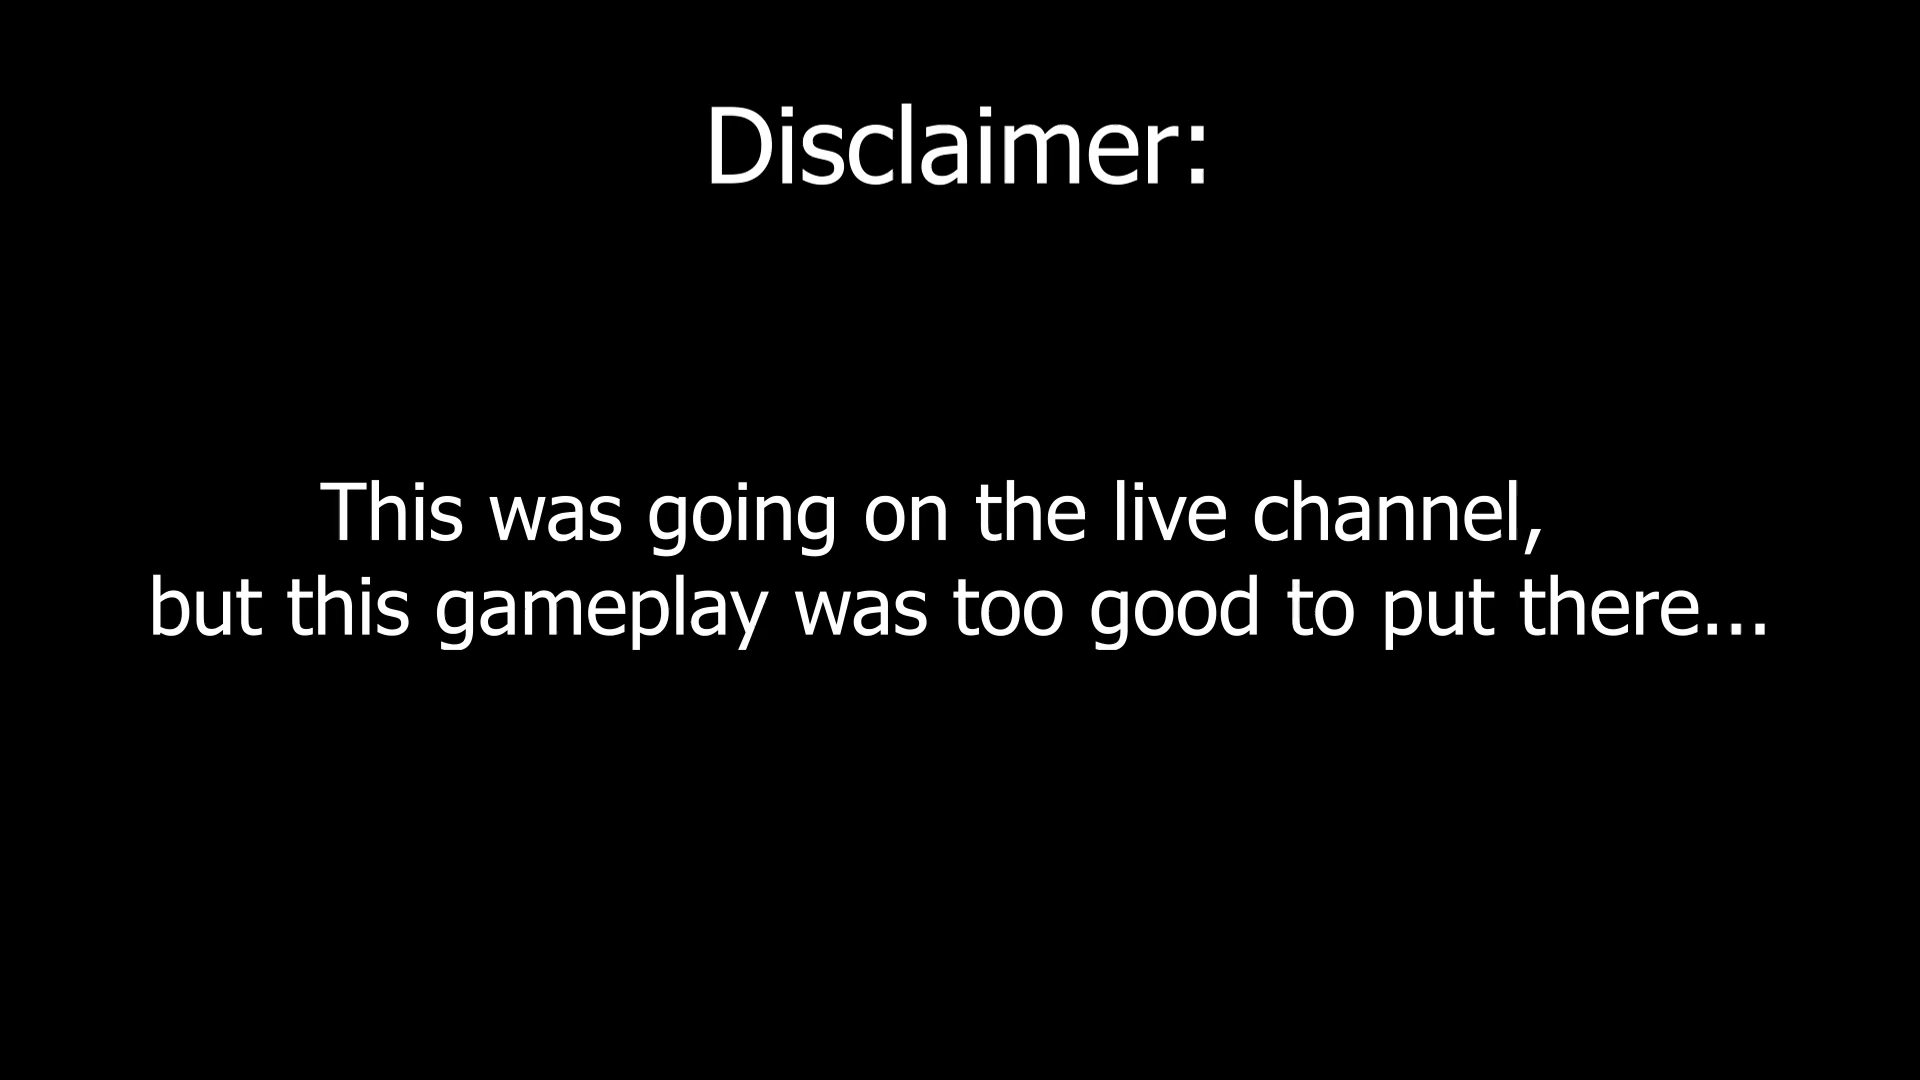 Disclaimer:
This was going on the live channel,
but this gameplay was too good to put there...